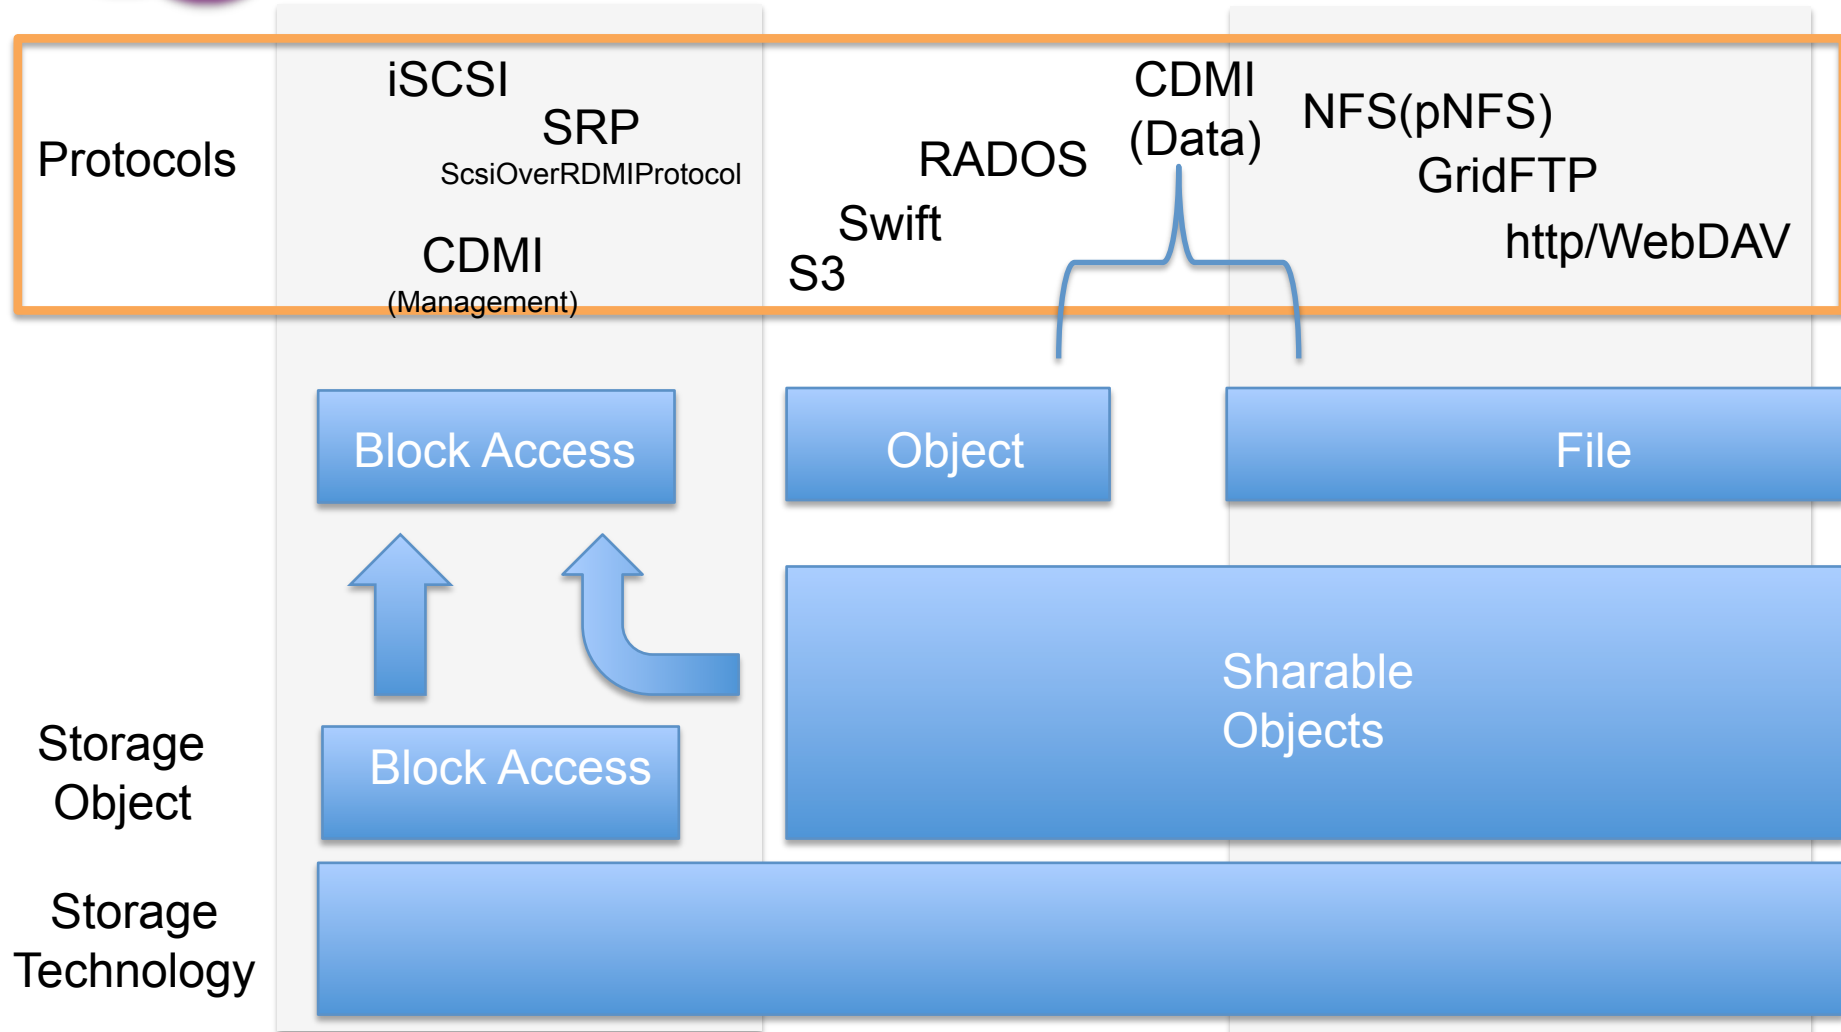 Protocols
iSCSI
SRP
ScsiOverRDMIProtocol
CDMI
(Management)
RADOS
Swift
S3
CDMI
(Data)
NFS(pNFS)
GridFTP
http/WebDAV
Block Access
Object
File
Storage
Object
Block Access
Sharable
Objects
Storage
Technology